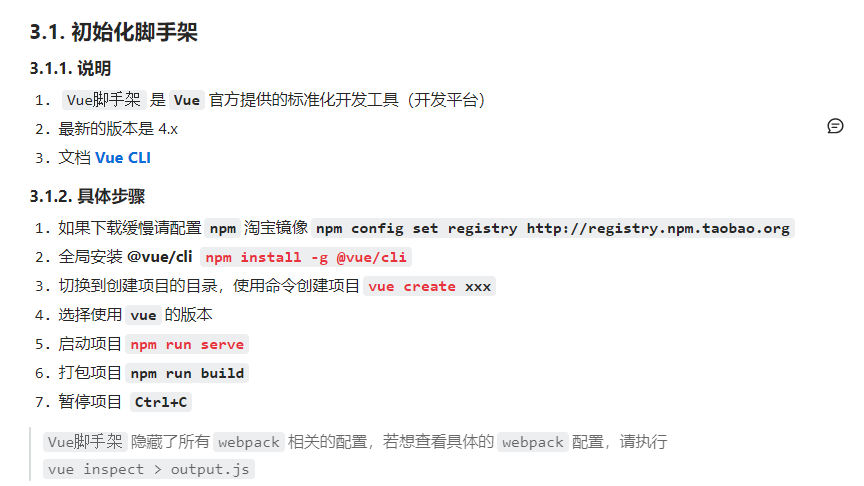 3.1. 初始化脚手架
3.1.1. 说明
1. Vue脚手架 是 Vue 官方提供的标准化开发工具（开发平台）
2. 最新的版本是 4.x
3. 文档 Vue CLI
3.1.2. 具体步骤
1. 如果下载缓慢请配置 npm 淘宝镜像 npm config set registry http://registry.npm.taobao.org
2. 全局安装 @vue/cli npm install -g @vue/cli
3. 切换到创建项目的目录，使用命令创建项目 vue create xxx
4. 选择使用 vue 的版本
5. 启动项目 npm run serve
6. 打包项目 npm run build
7. 暂停项目 Ctrl+C
Vue脚手架 隐藏了所有 webpack 相关的配置，若想查看具体的 webpack 配置，请执行
vue inspect > output.js